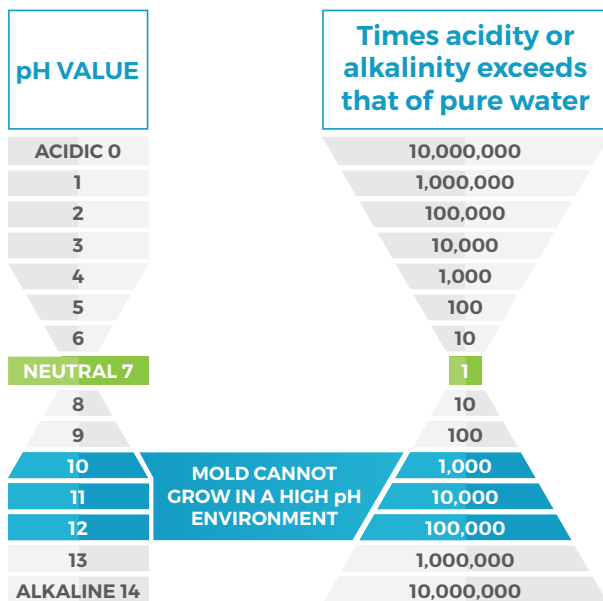 pH VALUE
Times acidity or
alkalinity exceeds
that of pure water
ACIDIC 0
10,000,000
1
1,000,000
2
100,000
3
10,000
4
1,000
5
100
6
10
NEUTRAL 7
1
8
10
9
100
10
MOLD CANNOT
GROW IN A HIGH pH
ENVIRONMENT
1,000
11
10,000
12
100,000
13
1,000,000
ALKALINE 14
10,000,000